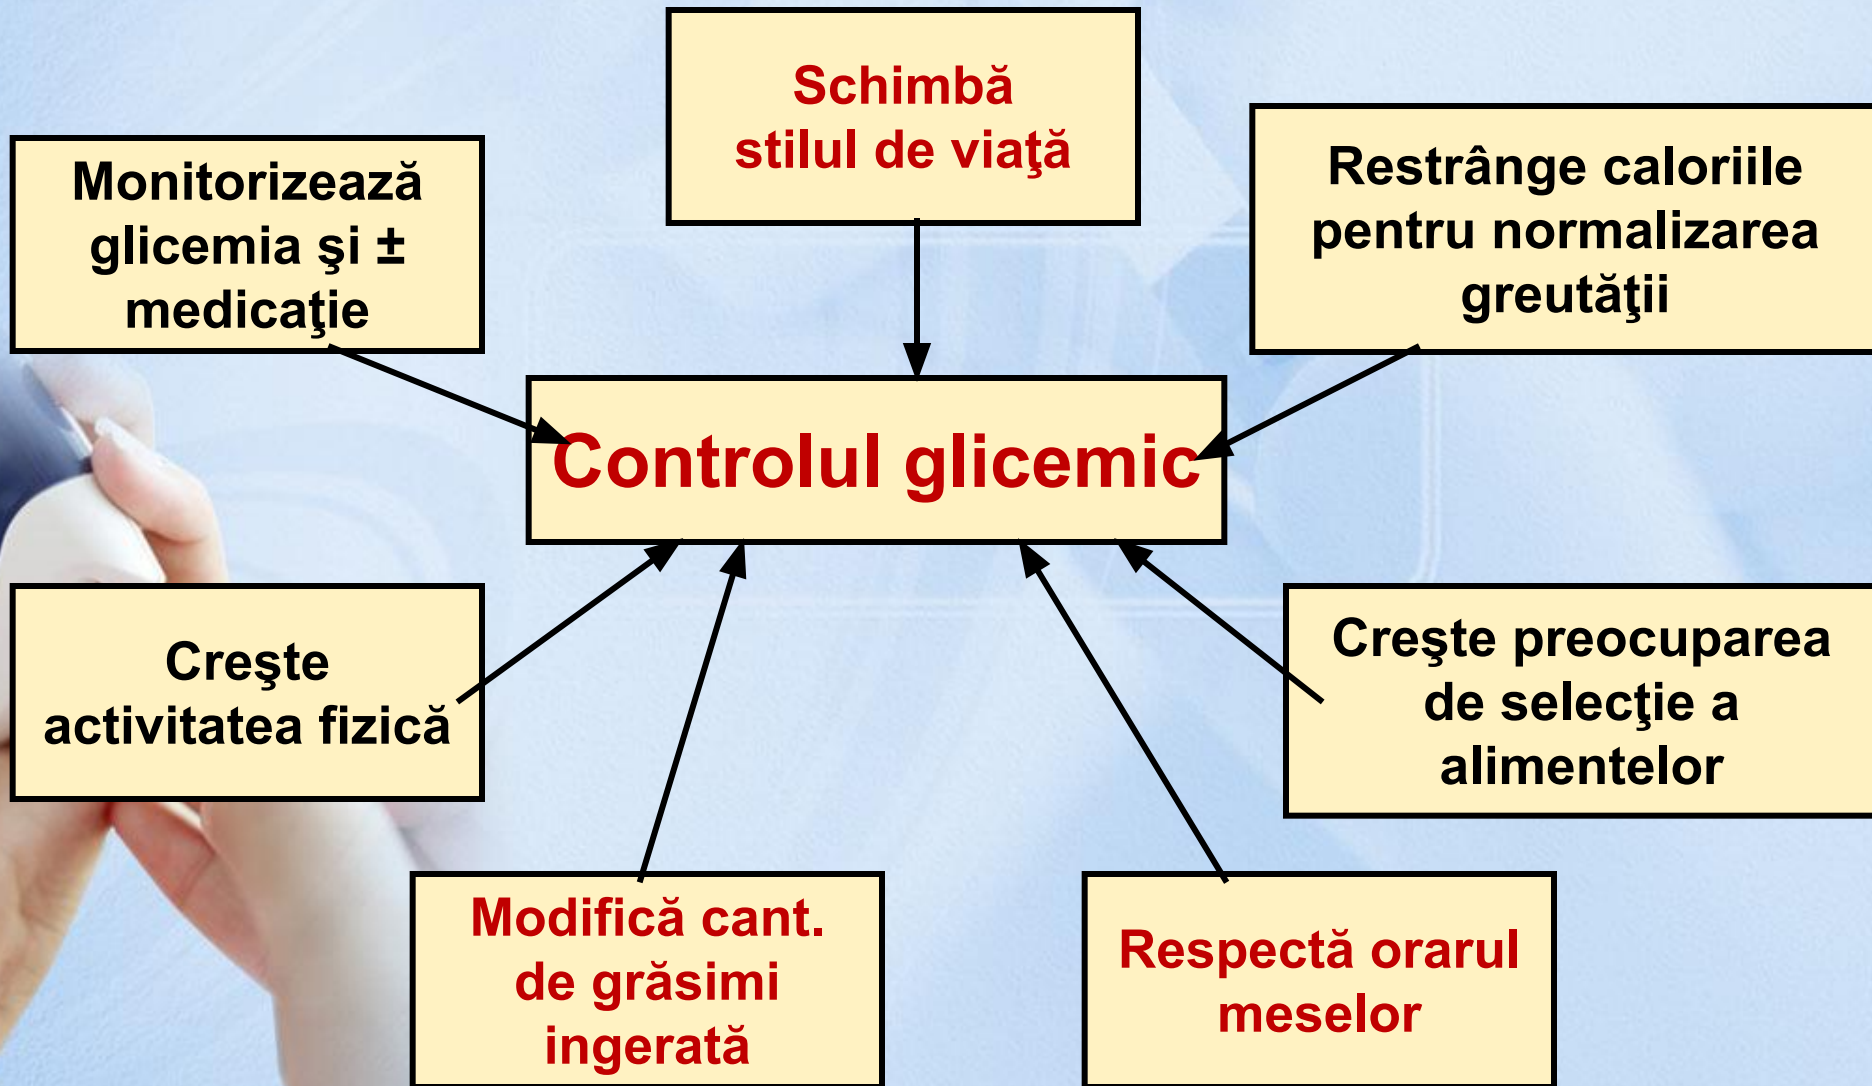 Schimbă
stilul de viaţă
Monitorizează
glicemia şi ±
medicaţie
Restrânge caloriile
pentru normalizarea
greutăţii
Controlul glicemic
Creşte
activitatea fizică
Creşte preocuparea
de selecţie a
alimentelor
Modifică cant.
de grăsimi
ingerată
Respectă orarul
meselor